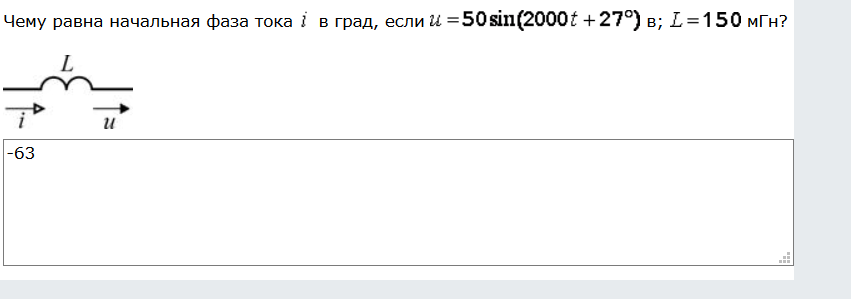 Чему равна начальная фаза тока i в град, если u = 50 sin(2000t + 27°) в; L = 150 мГн?
L
i u
-63